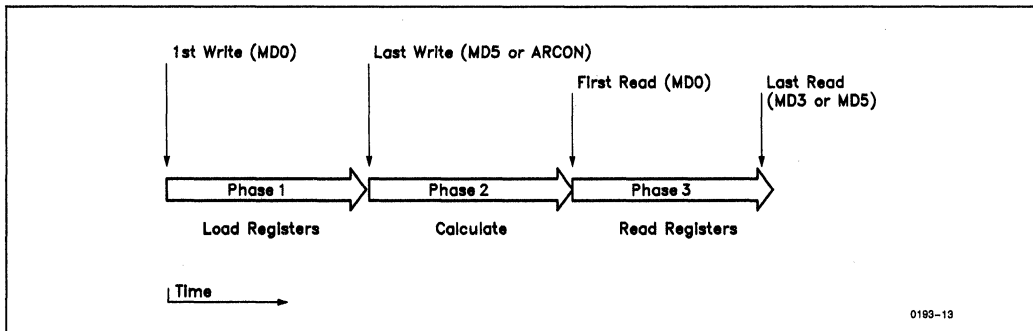 1st Write (MD0)
Last Write (MD5 or ARCON)
First Read (MD0)
Last Read
(MD3 or MD5)
Phase 1
Phase 2
Phase 3
Load Registers
Calculate
Read Registers
Time
0193-13